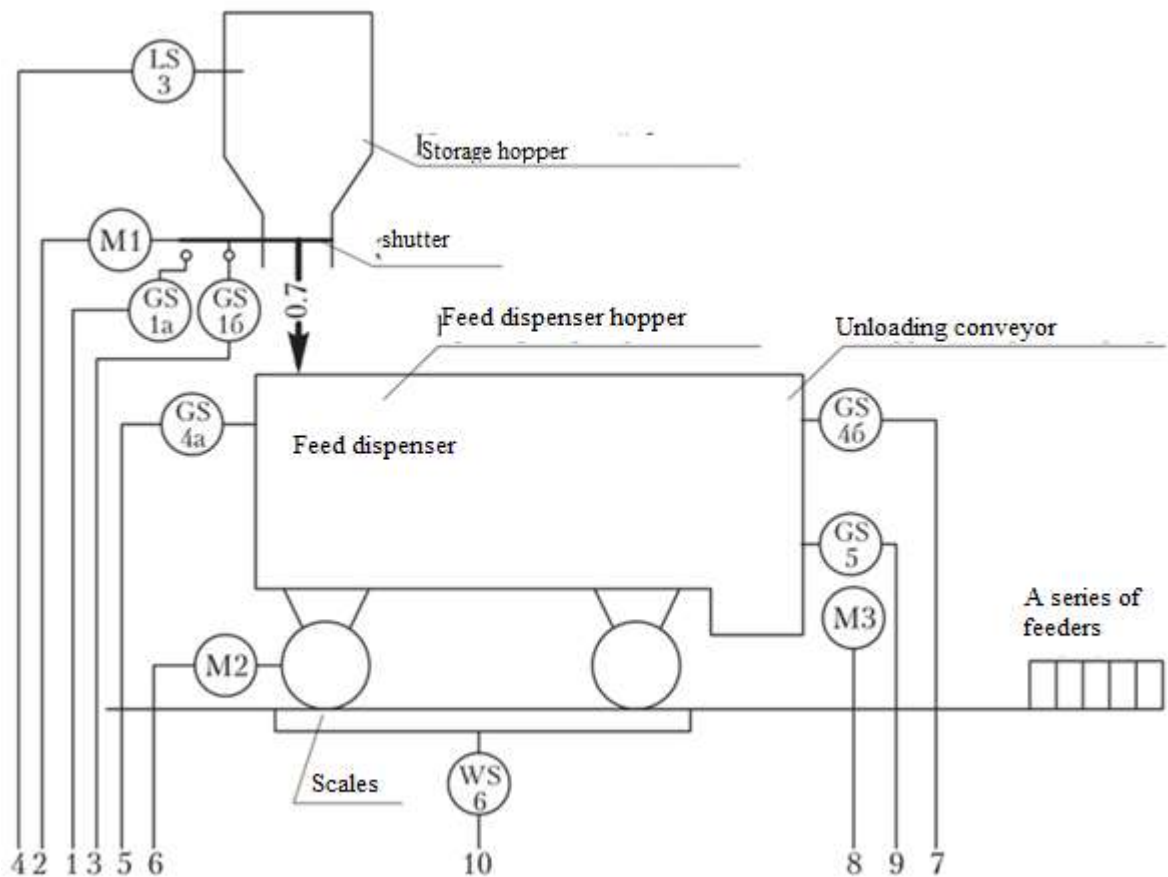 LS
3
Storage hopper
M1
shutter
GS
1a
GS
1б
0.7
Feed dispenser hopper
Unloading conveyor
GS
4a
GS
4б
Feed dispenser
GS
5
A series of
feeders
M3
M2
Scales
WS
6
4 2 1 3 5 6 10 8 9 7